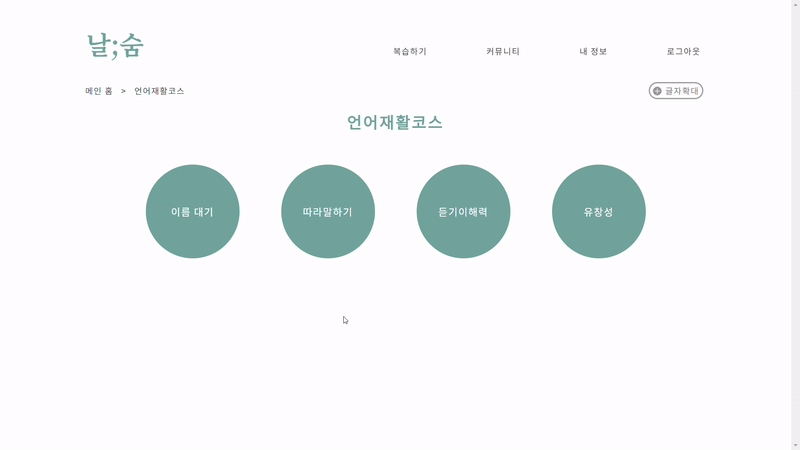 날;숨
복습하기 커뮤니티 내 정보 로그아웃
메인 홈 > 언어재활코스
글자확대
언어재활코스
이름 대기 따라말하기 듣기이해력 유창성